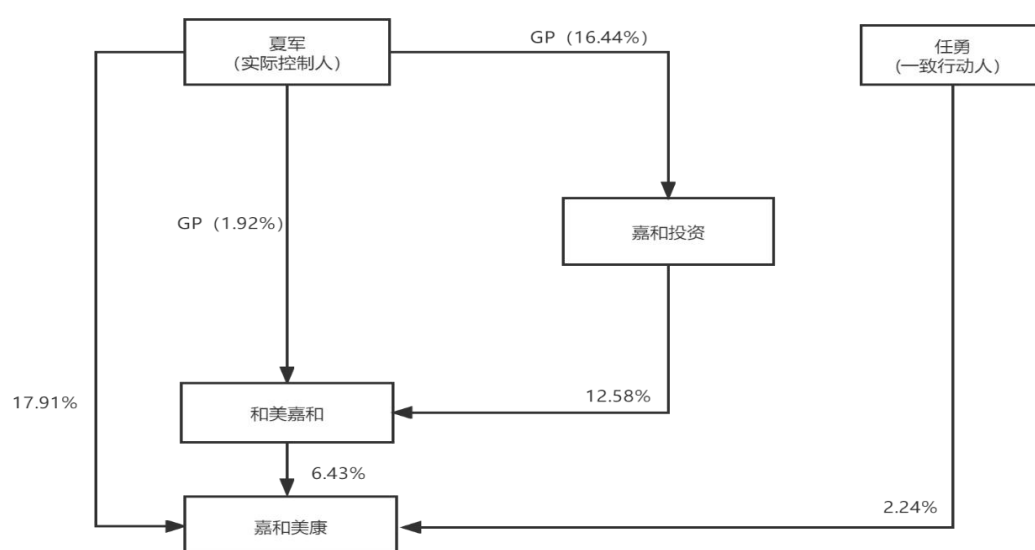 夏军
（实际控制人）
GP（16.44%）
任勇
(一致行动人）
GP（1.92%）
嘉和投资
17.91%
和美嘉和
12.58%
6.43%
嘉和美康
2.24%